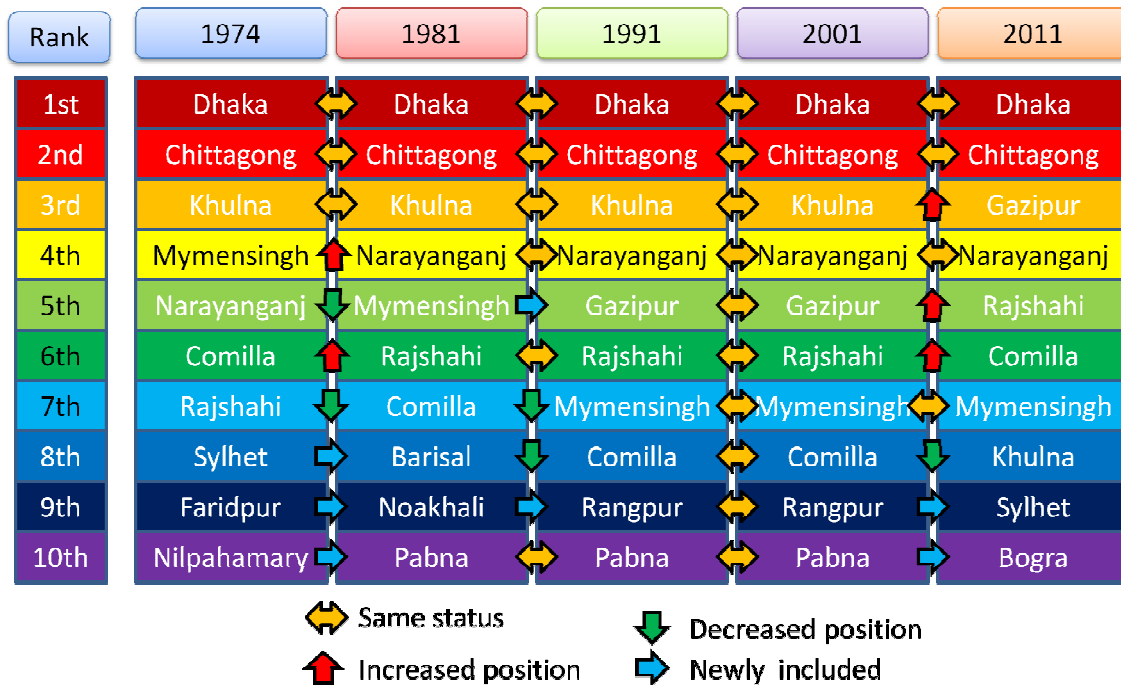 Rank 1974 1981 1991 2001 2011
1st Dhaka Dhaka Dhaka Dhaka Dhaka
2nd Chittagong Chittagong Chittagong Chittagong Chittagong
3rd Khulna Khulna Khulna Khulna Gazipur
4th Mymensingh Narayanganj Narayanganj Narayanganj Narayanganj
5th Narayanganj Mymensingh Gazipur Gazipur Rajshahi
6th Comilla Rajshahi Rajshahi Rajshahi Comilla
7th Rajshahi Comilla Mymensingh Mymensingh Mymensingh
8th Sylhet Barisal Comilla Comilla Khulna
9th Faridpur Noakhali Rangpur Rangpur Sylhet
10th Nilpahamary Pabna Pabna Pabna Bogra
Same status Decreased position
Increased position Newly included